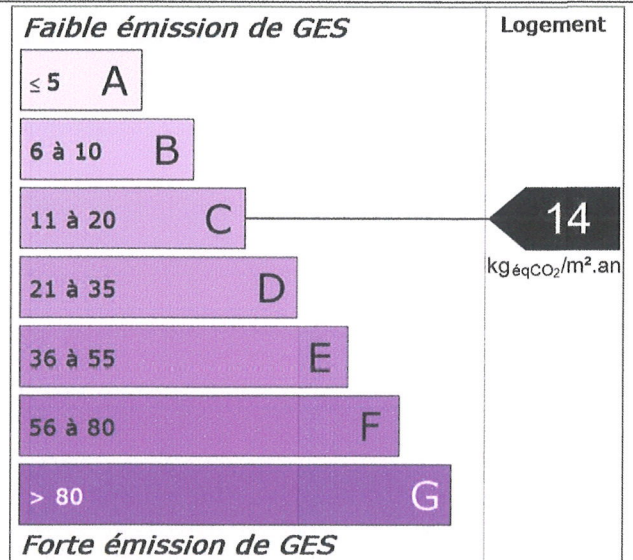 Faible émission de GES
Logement
≤ 5 A
6 à 10 B
11 à 20 C
14
kgéqCO₂/m².an
21 à 35 D
36 à 55 E
56 à 80 F
> 80 G
Forte émission de GES